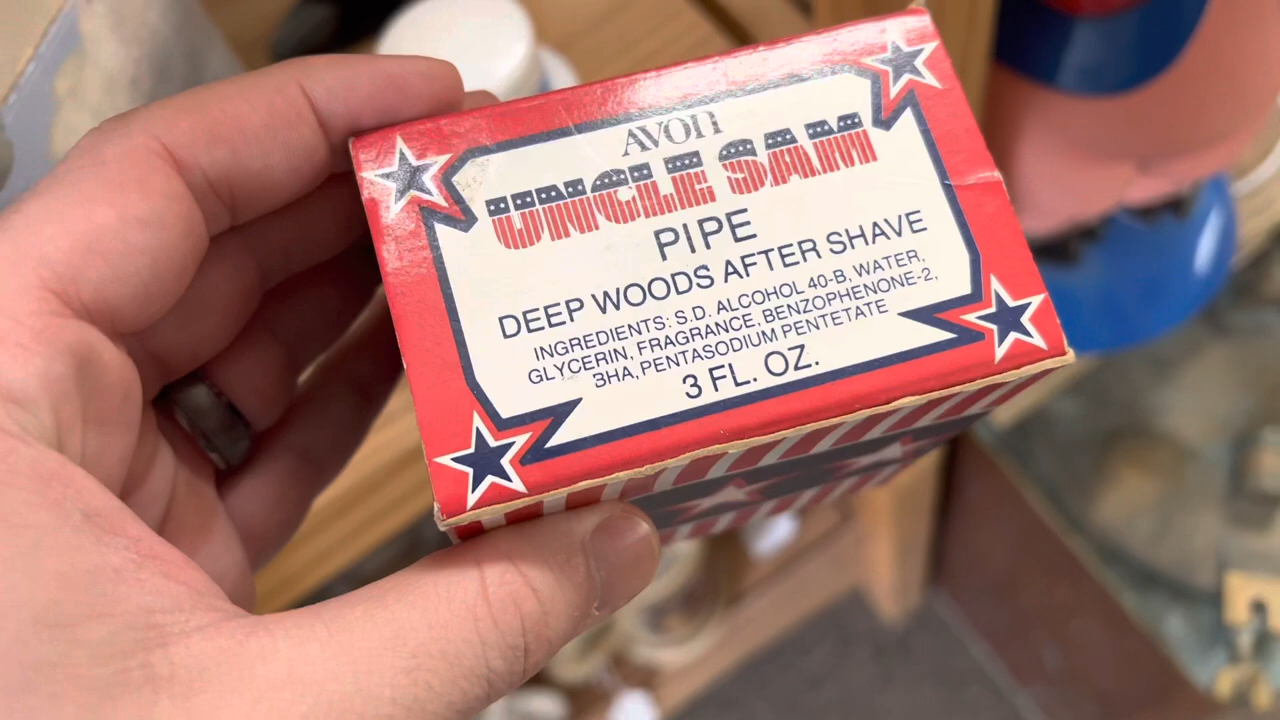 AVON
UNCLE SAM
PIPE
DEEP WOODS AFTER SHAVE
INGREDIENTS: S.D. ALCOHOL 40-B, WATER,
GLYCERIN, FRAGRANCE, BENZOPHENONE-2,
3HA, PENTASODIUM PENTETATE
3 FL. OZ.